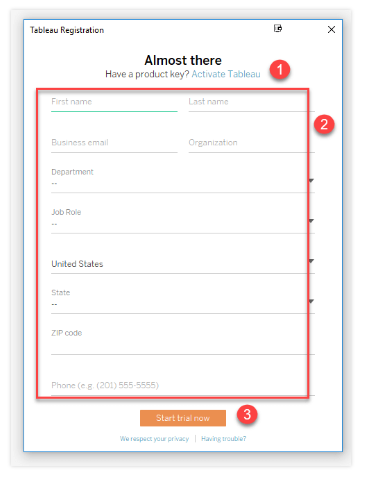 Tableau Registration
Almost there
Have a product key? Activate Tableau
1
First name Last name
2
Business email Organization
Department
--
Job Role
--
United States
State
--
ZIP code
Phone (e.g. (201) 555-5555)
Start trial now
3
We respect your privacy | Having trouble?